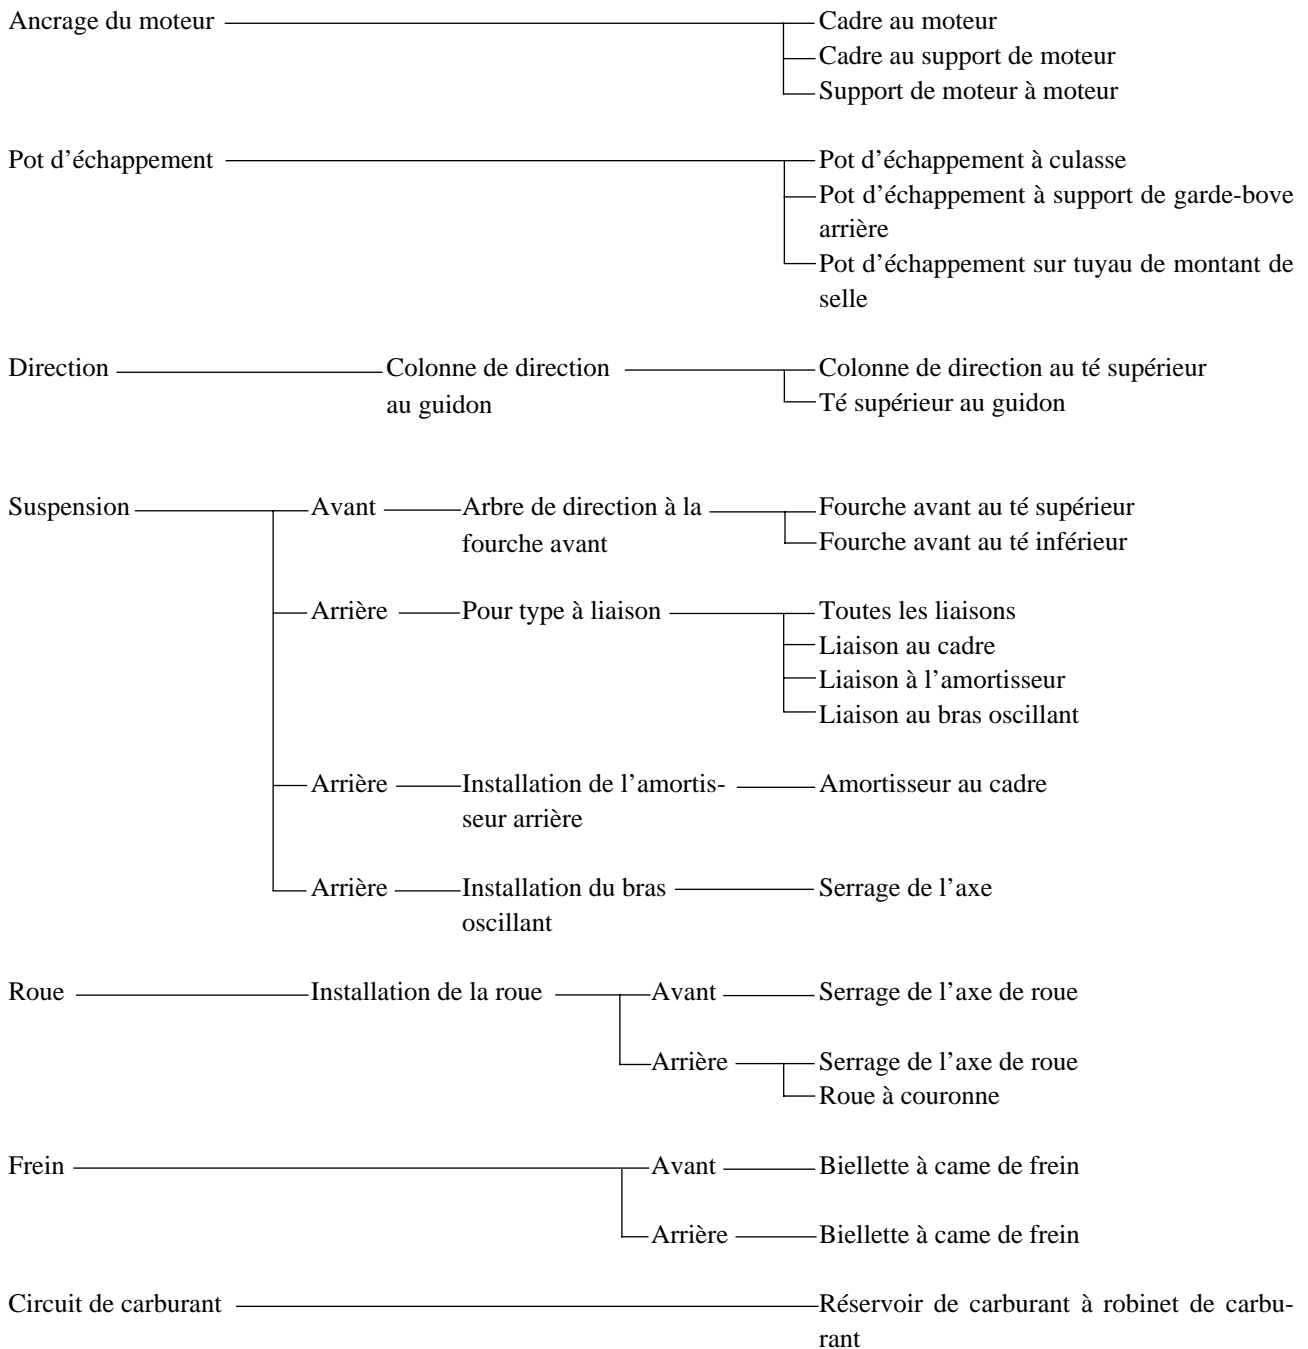 Ancrage du moteur Cadre au moteur
Cadre au support de moteur
Support de moteur à moteur
Pot d'échappement Pot d'échappement à culasse
Pot d'échappement à support de garde-bove
arrière
Pot d'échappement sur tuyau de montant de
selle
Direction Colonne de direction Colonne de direction au té supérieur
au guidon Té supérieur au guidon
Suspension Avant Arbre de direction à la Fourche avant au té supérieur
fourche avant Fourche avant au té inférieur
Arrière Pour type à liaison Toutes les liaisons
Liaison au cadre
Liaison à l'amortisseur
Liaison au bras oscillant
Arrière Installation de l'amortis- Amortisseur au cadre
seur arrière
Arrière Installation du bras Serrage de l'axe
oscillant
Roue Installation de la roue Avant Serrage de l'axe de roue
Arrière Serrage de l'axe de roue
Roue à couronne
Frein Avant Biellette à came de frein
Arrière Biellette à came de frein
Circuit de carburant Réservoir de carburant à robinet de carbu-
rant